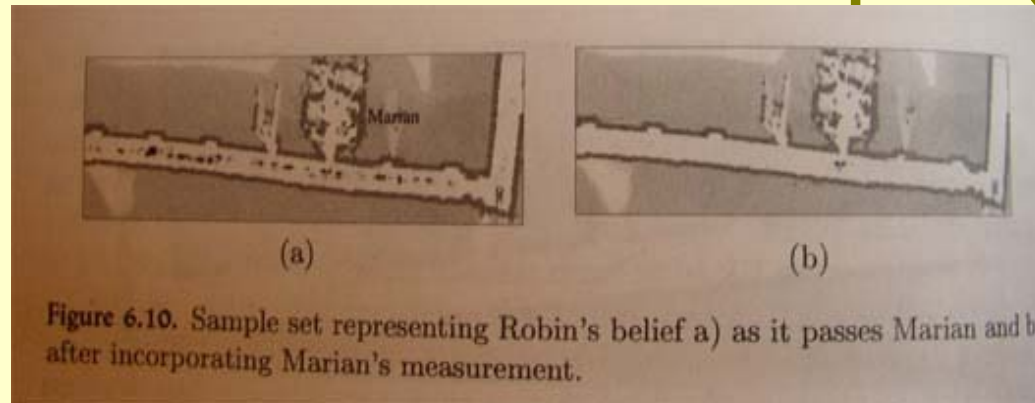 Marian
(a) (b)
Figure 6.10. Sample set representing Robin's belief a) as it passes Marian and b
after incorporating Marian's measurement.